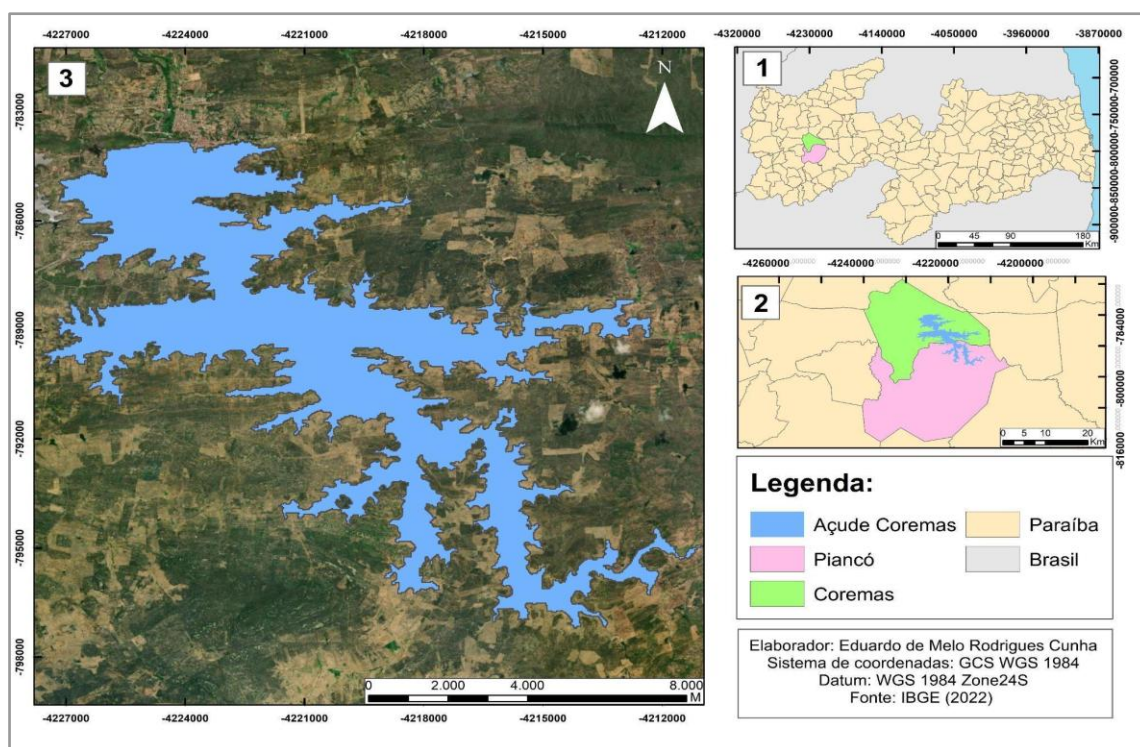 -4227000 -4224000 -4221000 -4218000 -4215000 -4212000
3
N
-783000
-786000
-789000
-792000
-795000
-798000
0 2.000 4.000 8.000
M
-4227000 -4224000 -4221000 -4218000 -4215000 -4212000
-4320000 -4230000 -4140000 -4050000 -3960000 -3870000
1
-700000
-750000
-800000
-850000
-900000
0 45 90 180
Km
-4260000 -4240000 -4220000 -4200000
2
-784000
-800000
-816000
0 5 10 20
Km
Legenda:
Açude Coremas
Paraíba
Piancó
Brasil
Coremas
Elaborador: Eduardo de Melo Rodrigues Cunha
Sistema de coordenadas: GCS WGS 1984
Datum: WGS 1984 Zone24S
Fonte: IBGE (2022)